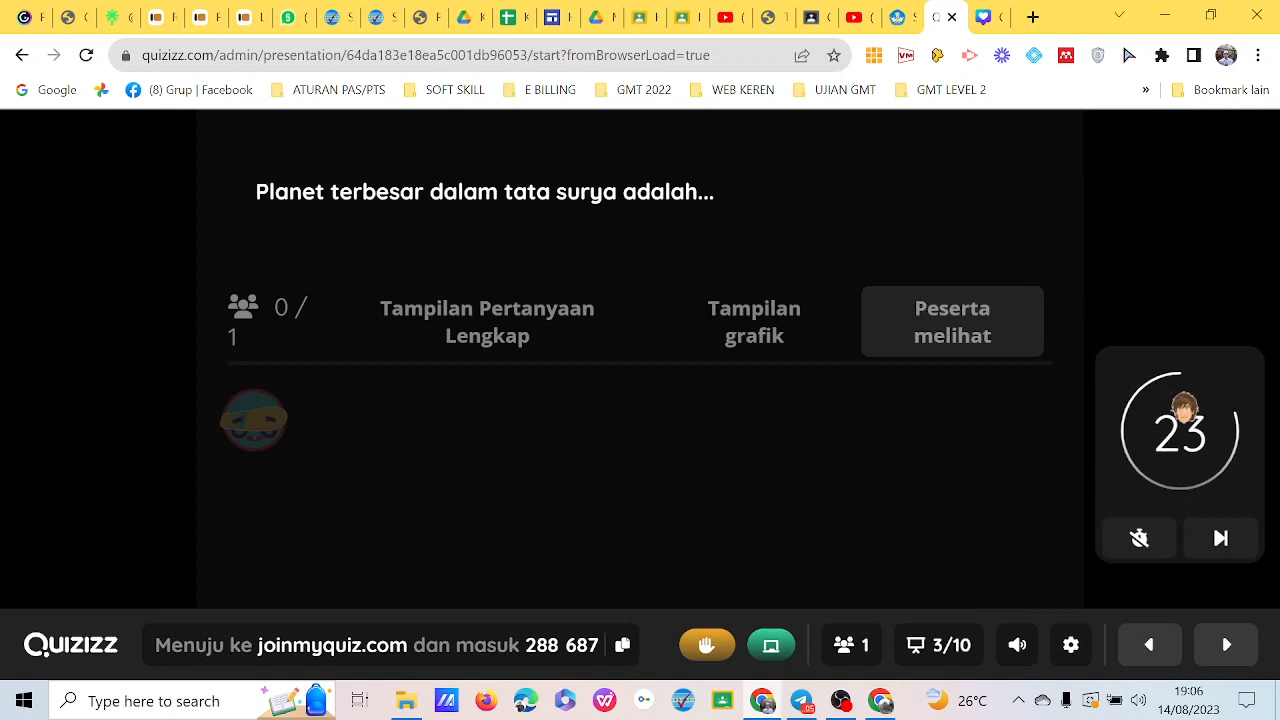 quizizz.com/admin/presentation/64da183e18ea5c001db96053/start?fromBrowserLoad=true
VM
Google
(8) Grup | Facebook
ATURAN PAS/PTS
SOFT SKILL
E BILLING
GMT 2022
WEB KEREN
UJIAN GMT
GMT LEVEL 2
»
Bookmark lain
Planet terbesar dalam tata surya adalah...
0 /
1
Tampilan Pertanyaan
Lengkap
Tampilan
grafik
Peserta
melihat
23
QUIZIZZ
Menuju ke joinmyquiz.com dan masuk 288 687
1
3/10
Type here to search
26°C
19:06
14/08/2023